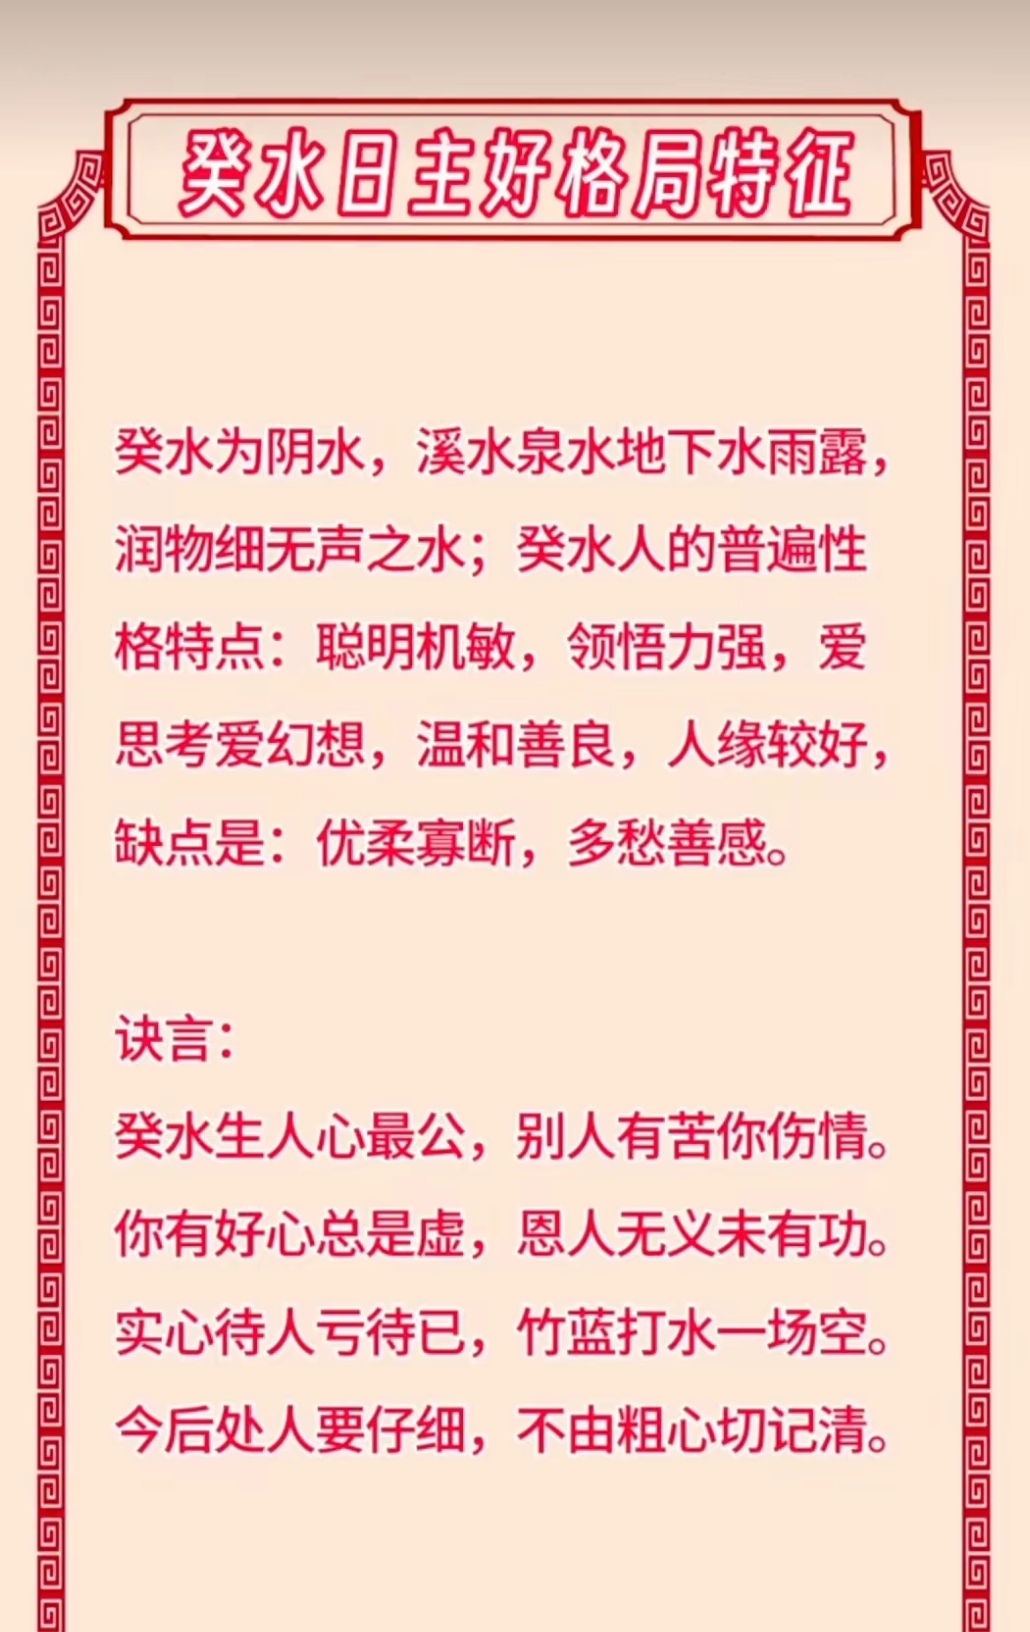 癸水日主好格局特征
癸水为阴水，溪水泉水地下水雨露，
润物细无声之水；癸水人的普遍性
格特点：聪明机敏，领悟力强，爱
思考爱幻想，温和善良，人缘较好，
缺点是：优柔寡断，多愁善感。
诀言：
癸水生人心最公，别人有苦你伤情。
你有好心总是虚，恩人无义未有功。
实心待人亏待已，竹蓝打水一场空。
今后处人要仔细，不由粗心切记清。